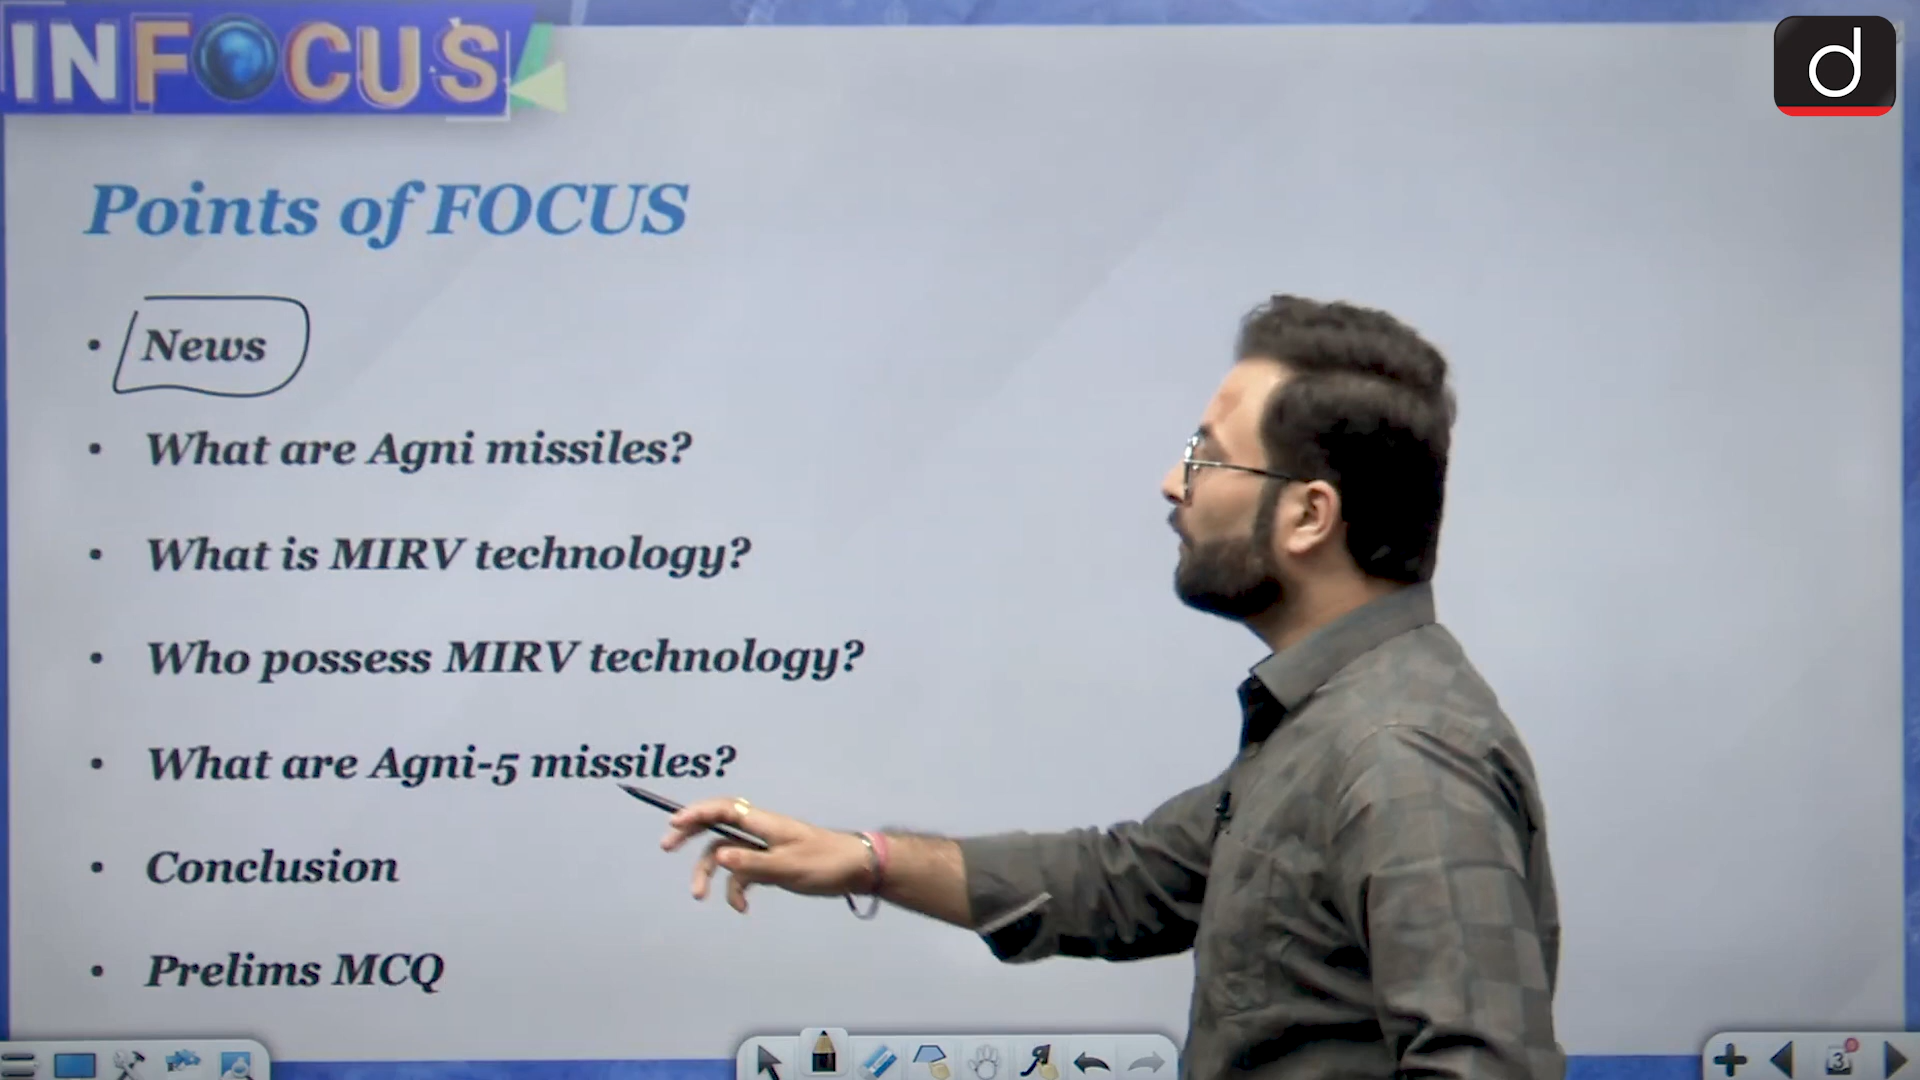 INFOCUS
d
Points of FOCUS
• News
• What are Agni missiles?
• What is MIRV technology?
• Who possess MIRV technology?
• What are Agni-5 missiles?
• Conclusion
• Prelims MCQ
3